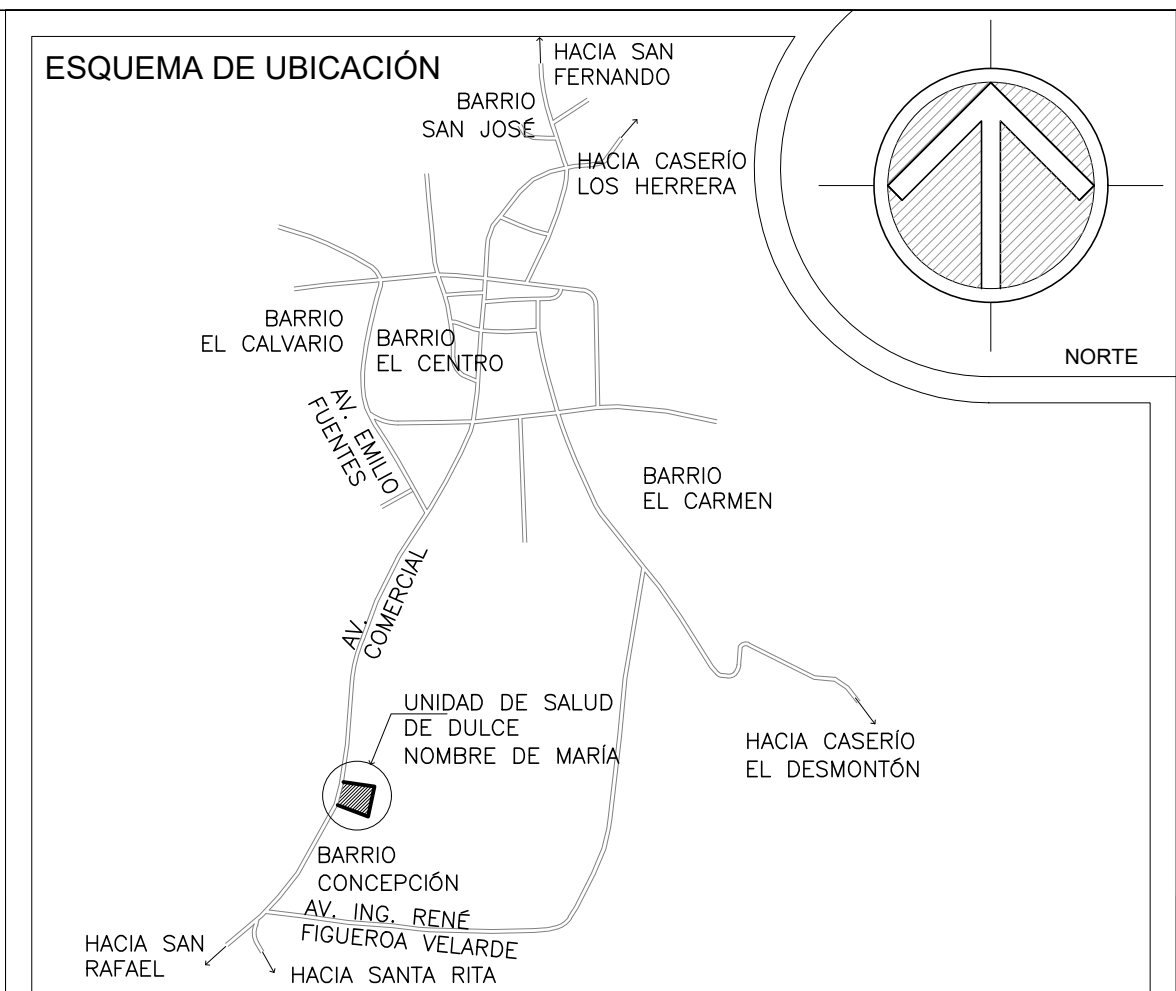 ESQUEMA DE UBICACIÓN
HACIA SAN
FERNANDO
BARRIO
SAN JOSÉ
HACIA CASERÍO
LOS HERRERA
NORTE
BARRIO
EL CALVARIO
BARRIO
EL CENTRO
AV. EMILIO
FUENTES
BARRIO
EL CARMEN
AV.
COMERCIAL
UNIDAD DE SALUD
DE DULCE
NOMBRE DE MARÍA
HACIA CASERÍO
EL DESMONTÓN
BARRIO
CONCEPCIÓN
AV. ING. RENÉ
FIGUEROA VELARDE
HACIA SAN
RAFAEL
HACIA SANTA RITA